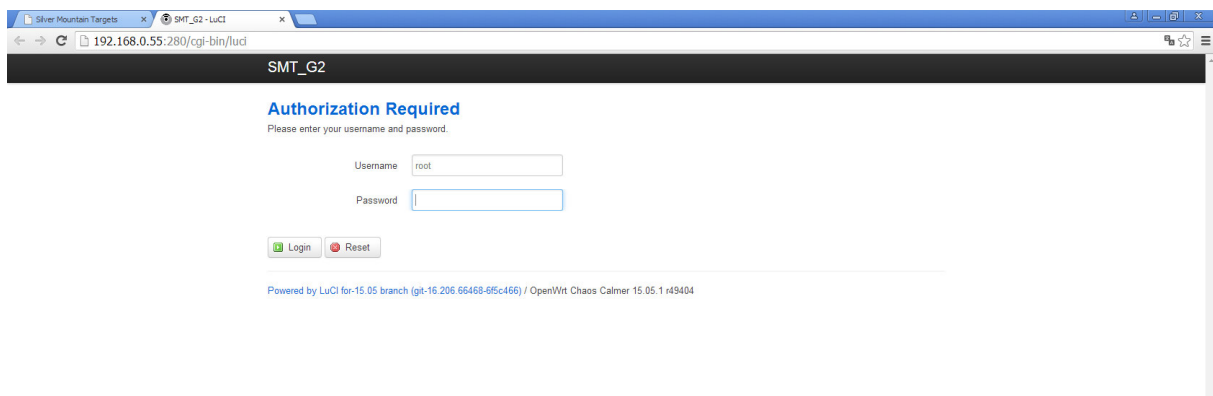 Silver Mountain Targets
SMT_G2 - LuCI
192.168.0.55:280/cgi-bin/luci
SMT_G2
Authorization Required
Please enter your username and password.
Username root
Password
Login Reset
Powered by LuCI for-15.05 branch (git-16.206.66468-6f5c466) / OpenWrt Chaos Calmer 15.05.1 r49404